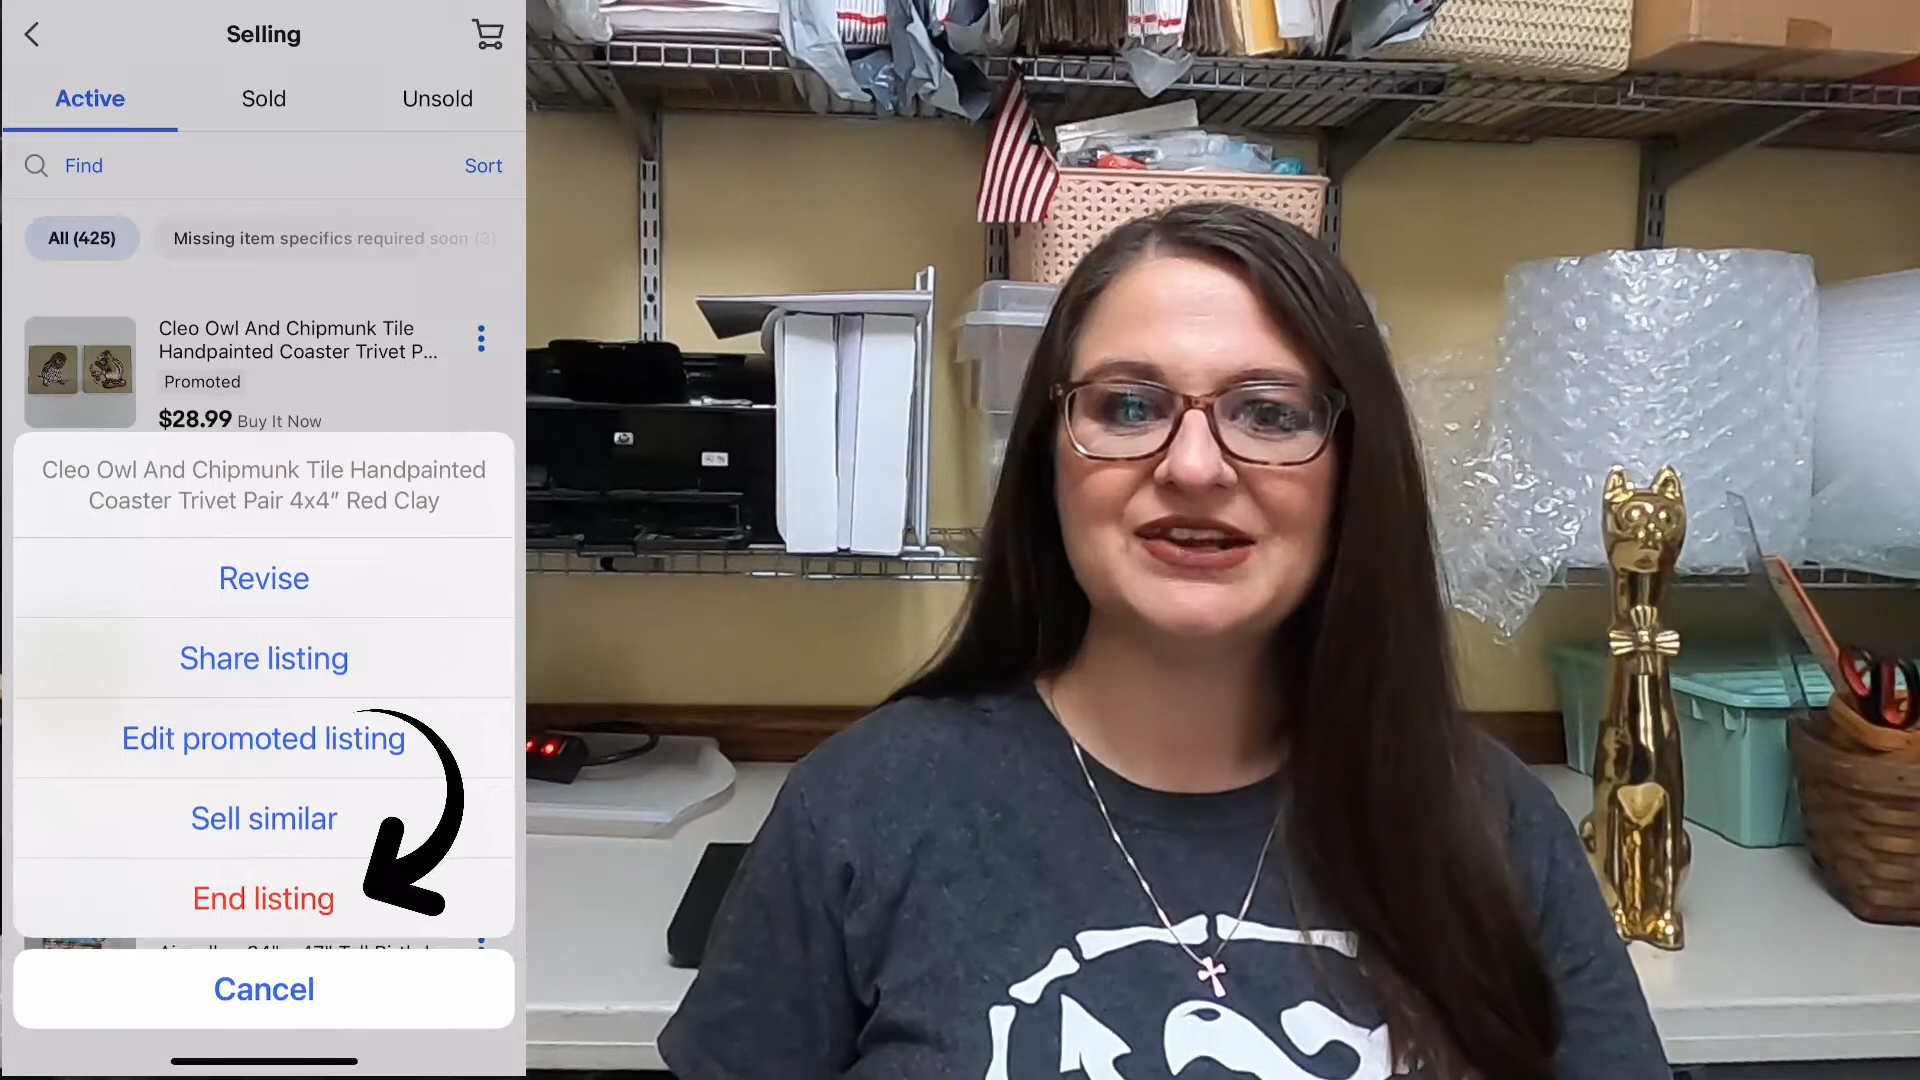 Selling
Active
Sold
Unsold
Find
Sort
All (425)
Missing item specifics required soon (3)
Cleo Owl And Chipmunk Tile
Handpainted Coaster Trivet P...
Promoted
$28.99 Buy It Now
Cleo Owl And Chipmunk Tile Handpainted
Coaster Trivet Pair 4x4″ Red Clay
Revise
Share listing
Edit promoted listing
Sell similar
End listing
Cancel
hp